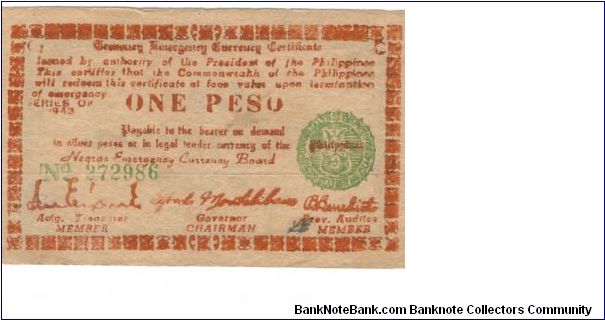 Treasury Emergency Currency Certificate
Issued by authority of the President of the Philippines
This certifies that the Commonwealth of the Philippines
will redeem this certificate at face value upon termination
of emergency
SERIES OF
1943
ONE PESO
Payable to the bearer on demand
in silver pesos or in legal tender currency of the Philippines
Negros Emergency Currency Board
No 272986
Actg. Treasurer Governor Prov. Auditor
MEMBER CHAIRMAN MEMBER
BankNoteBank.com Banknote Collectors Community